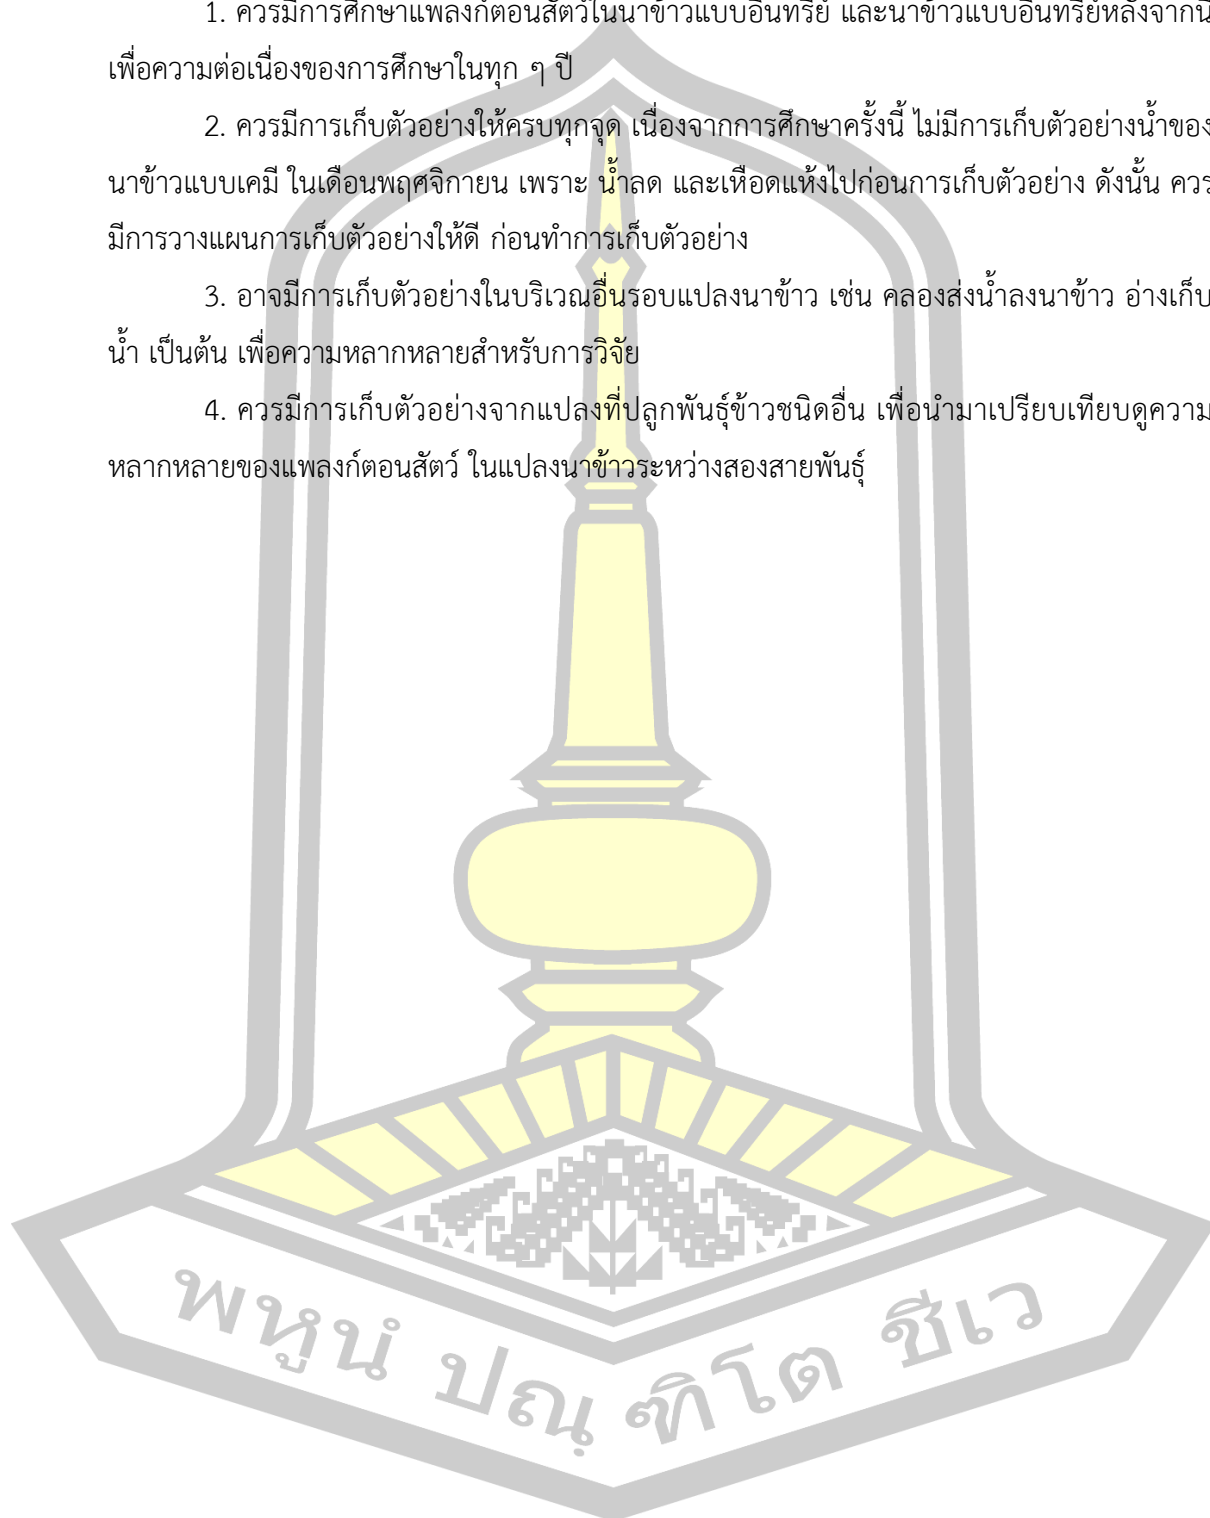 1. ควรมีการศึกษาแพลงก์ตอนสัตว์ในนาข้าวแบบอินทรีย์ และนาข้าวแบบอินทรีย์หลังจากนี้
เพื่อความต่อเนื่องของการศึกษาในทุก ๆ ปี
2. ควรมีการเก็บตัวอย่างให้ครบทุกจุด เนื่องจากการศึกษาครั้งนี้ ไม่มีการเก็บตัวอย่างน้ำของ
นาข้าวแบบเคมี ในเดือนพฤศจิกายน เพราะ น้ำลด และเหือดแห้งไปก่อนการเก็บตัวอย่าง ดังนั้น ควร
มีการวางแผนการเก็บตัวอย่างให้ดี ก่อนทำการเก็บตัวอย่าง
3. อาจมีการเก็บตัวอย่างในบริเวณอื่นรอบแปลงนาข้าว เช่น คลองส่งน้ำลงนาข้าว อ่างเก็บ
น้ำ เป็นต้น เพื่อความหลากหลายสำหรับการวิจัย
4. ควรมีการเก็บตัวอย่างจากแปลงที่ปลูกพันธุ์ข้าวชนิดอื่น เพื่อนำมาเปรียบเทียบดูความ
หลากหลายของแพลงก์ตอนสัตว์ ในแปลงนาข้าวระหว่างสองสายพันธุ์
พหูนํ ปณฺฑิโต ชีเว